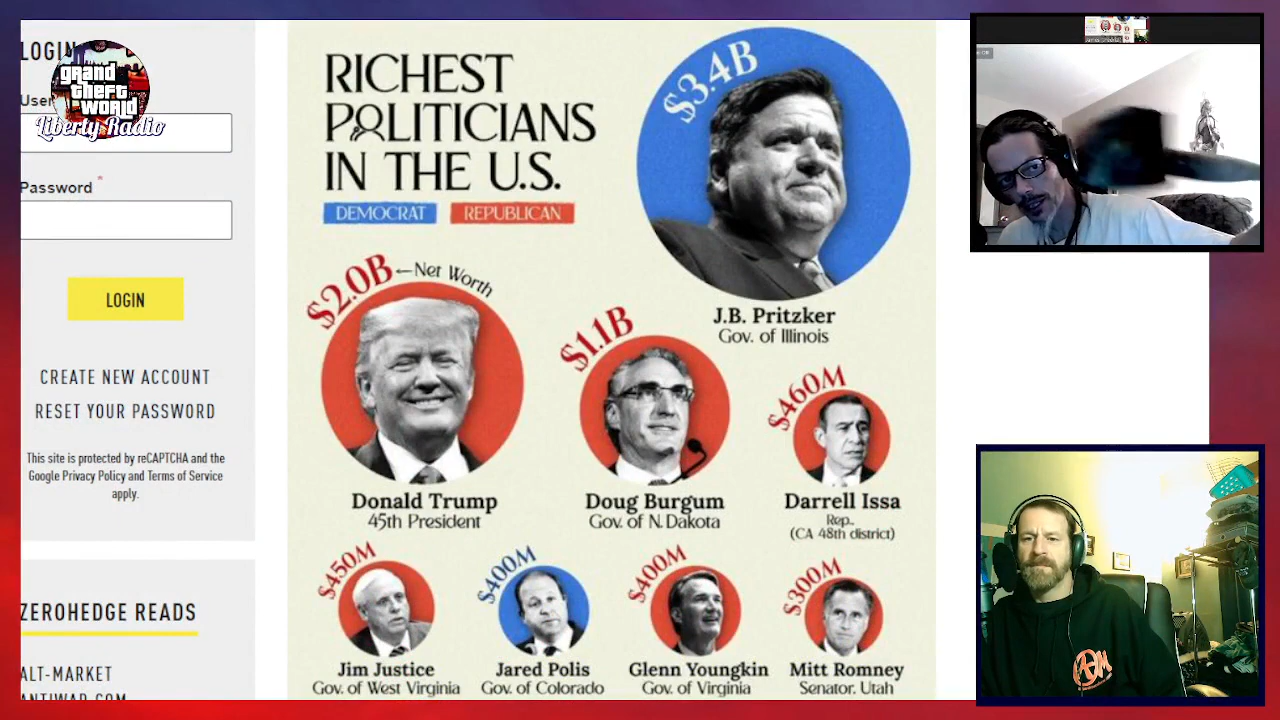 LOGIN
grand
theft
world
Liberty Radio
User
Password *
LOGIN
CREATE NEW ACCOUNT
RESET YOUR PASSWORD
This site is protected by reCAPTCHA and the
Google Privacy Policy and Terms of Service
apply.
ZEROHEDGE READS
ALT-MARKET
RICHEST
POLITICIANS
IN THE U.S.
DEMOCRAT REPUBLICAN
$3.4B
J.B. Pritzker
Gov. of Illinois
$2.0B ←Net Worth
Donald Trump
45th President
$1.1B
Doug Burgum
Gov. of N. Dakota
$460M
Darrell Issa
Rep..
(CA 48th district)
$450M
Jim Justice
Gov. of West Virginia
$400M
Jared Polis
Gov. of Colorado
$400M
Glenn Youngkin
Gov. of Virginia
$300M
Mitt Romney
Senator, Utah